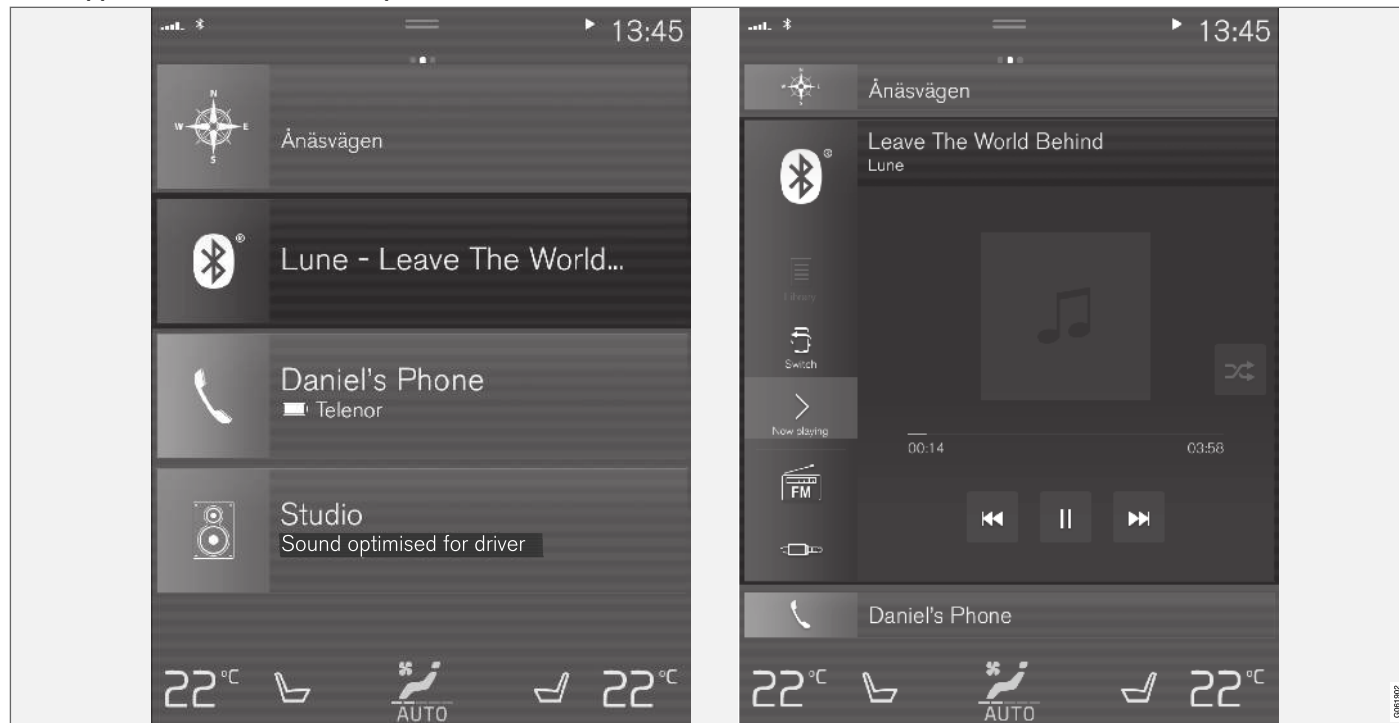 13:45
N
W
E
S
Ånäsvägen
®
Lune - Leave The World...
Daniel's Phone
Telenor
Studio
Sound optimised for driver
22°C
AUTO
22°C
13:45
Ånäsvägen
®
Leave The World Behind
Lune
Library
Switch
Now playing
00:14
03:58
FM
Daniel's Phone
22°C
AUTO
22°C